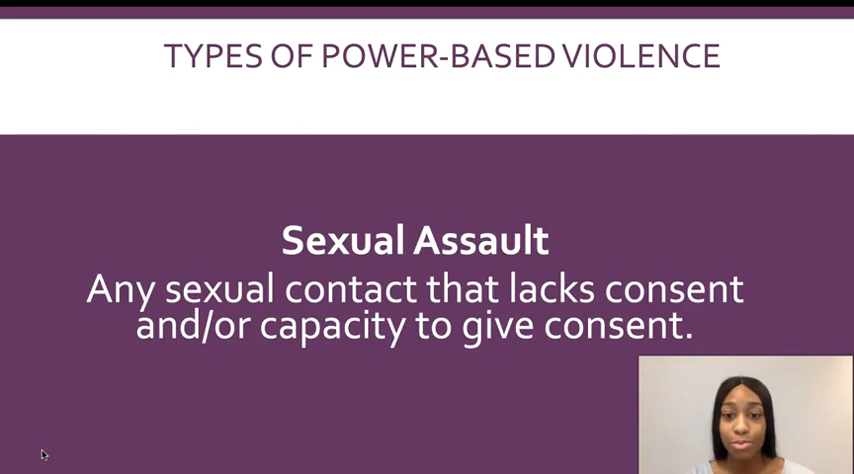 TYPES OF POWER-BASED VIOLENCE
Sexual Assault
Any sexual contact that lacks consent
and/or capacity to give consent.